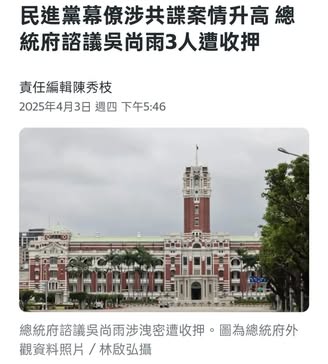 民進黨幕僚涉共諜案情升高 總
統府諮議吳尚雨3人遭收押
責任編輯陳秀枝
2025年4月3日 週四 下午5:46
總統府諮議吳尚雨涉洩密遭收押。圖為總統府外
觀資料照片／林啟弘攝